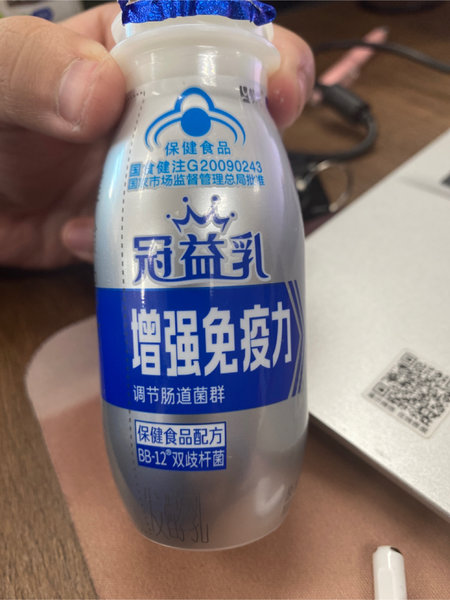 保健食品
国食健注G20090243
国家市场监督管理总局批准
冠益乳
增强免疫力
调节肠道菌群
保健食品配方
BB-12®双歧杆菌